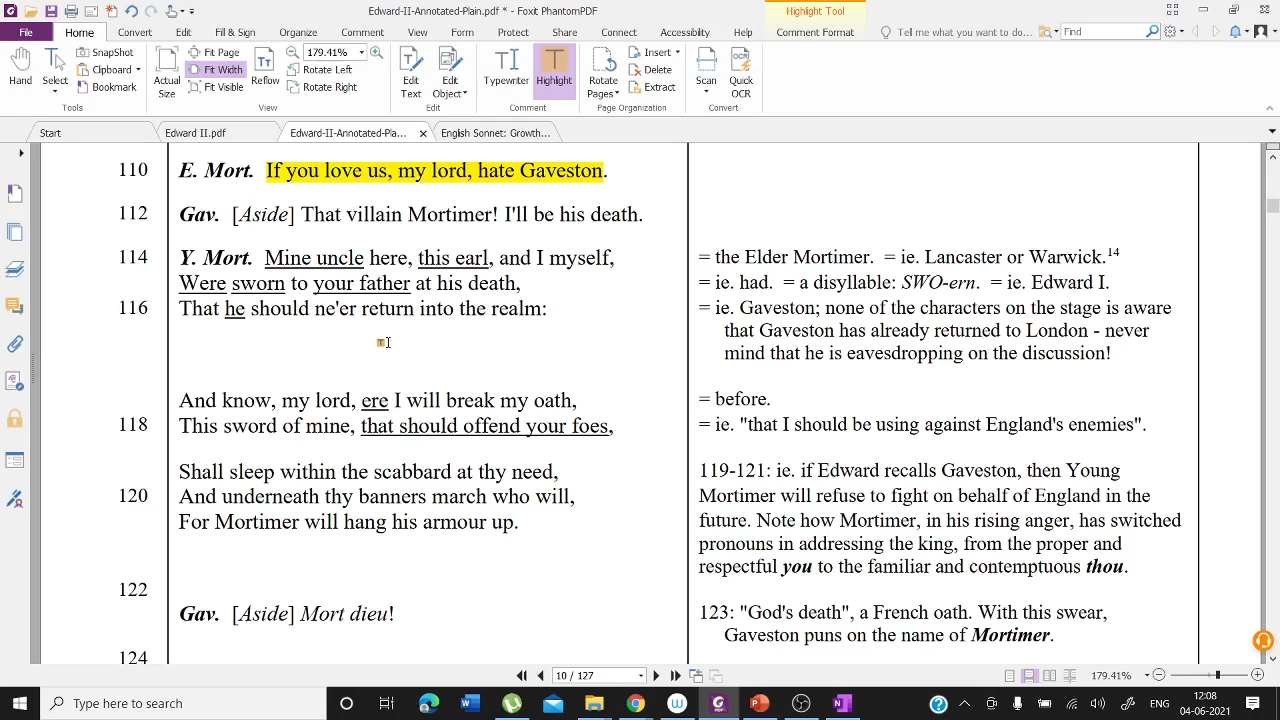 Edward-II-Annotated-Plain.pdf * - Foxit PhantomPDF
Highlight Tool
File Home Convert Edit Fill & Sign Organize Comment View Form Protect Share Connect Accessibility Help Comment Format Tell me what you want to do... Find
SnapShot Clipboard Bookmark
Hand Select
Tools
Actual Size
Fit Page Fit Width Fit Visible
Reflow
179.41%
Rotate Left
Rotate Right
View
Edit Text Edit Object
Edit
Typewriter Highlight
Comment
Rotate Pages
Insert Delete Extract
Page Organization
Scan Quick OCR
Convert
Start Edward II.pdf Edward-II-Annotated-Pla... English Sonnet: Growth...
110 E. Mort. If you love us, my lord, hate Gaveston.
112 Gav. [Aside] That villain Mortimer! I'll be his death.
114 Y. Mort. Mine uncle here, this earl, and I myself,
= the Elder Mortimer. = ie. Lancaster or Warwick.14
Were sworn to your father at his death,
= ie. had. = a disyllable: SWO-ern. = ie. Edward I.
116 That he should ne'er return into the realm:
= ie. Gaveston; none of the characters on the stage is aware
that Gaveston has already returned to London - never
mind that he is eavesdropping on the discussion!
And know, my lord, ere I will break my oath,
= before.
118 This sword of mine, that should offend your foes,
= ie. "that I should be using against England's enemies".
Shall sleep within the scabbard at thy need,
120 And underneath thy banners march who will,
For Mortimer will hang his armour up.
119-121: ie. if Edward recalls Gaveston, then Young
Mortimer will refuse to fight on behalf of England in the
future. Note how Mortimer, in his rising anger, has switched
pronouns in addressing the king, from the proper and
respectful you to the familiar and contemptuous thou.
122
Gav. [Aside] Mort dieu!
123: "God's death", a French oath. With this swear,
Gaveston puns on the name of Mortimer.
124
10 / 127
179.41%
Type here to search
ENG
12:08
04-06-2021